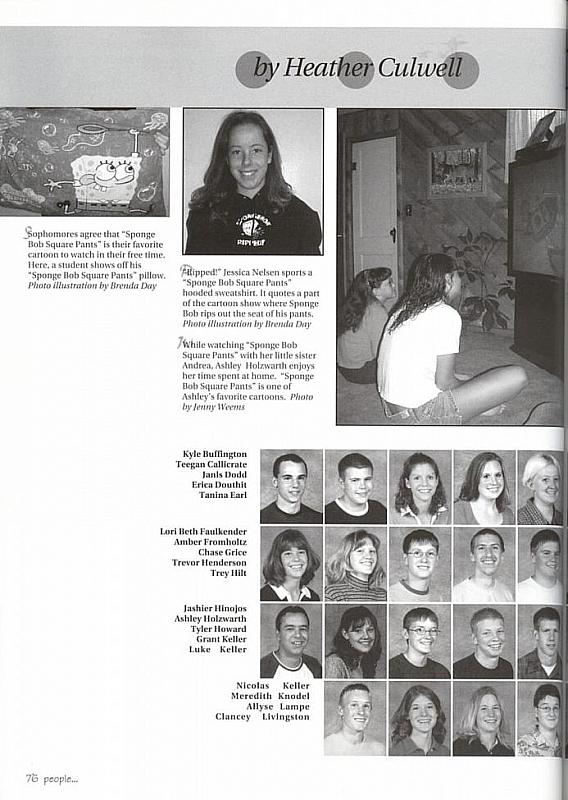 by Heather Culwell
Sophomores agree that “Sponge
Bob Square Pants” is their favorite
cartoon to watch in their free time.
Here, a student shows off his
“Sponge Bob Square Pants” pillow.
Photo illustration by Brenda Day
“Ripped!” Jessica Nelsen sports a
“Sponge Bob Square Pants”
hooded sweatshirt. It quotes a part
of the cartoon show where Sponge
Bob rips out the seat of his pants.
Photo illustration by Brenda Day
While watching “Sponge Bob
Square Pants” with her little sister
Andrea, Ashley Holzwarth enjoys
her time spent at home. “Sponge
Bob Square Pants” is one of
Ashley’s favorite cartoons. Photo
by Jenny Weems
Kyle Buffington
Teegan Callicrate
Janis Dodd
Erica Douthit
Tanina Earl
Lori Beth Faulkender
Amber Fromholtz
Chase Grice
Trevor Henderson
Trey Hilt
Jashier Hinojos
Ashley Holzwarth
Tyler Howard
Grant Keller
Luke Keller
Nicolas Keller
Meredith Knodel
Allyse Lampe
Clancey Livingston
76 people...